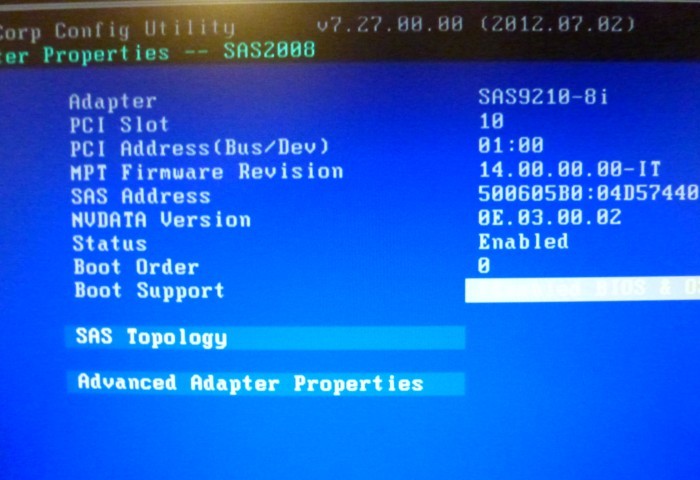 Corp Config Utility v7.27.00.00 (2012.07.02)
er Properties -- SAS2008
Adapter SAS9210-8i
PCI Slot 10
PCI Address(Bus/Dev) 01:00
MPT Firmware Revision 14.00.00.00-IT
SAS Address 500605B0:04D57440
NVDATA Version 0E.03.00.02
Status Enabled
Boot Order 0
Boot Support BIOS & O
SAS Topology
Advanced Adapter Properties